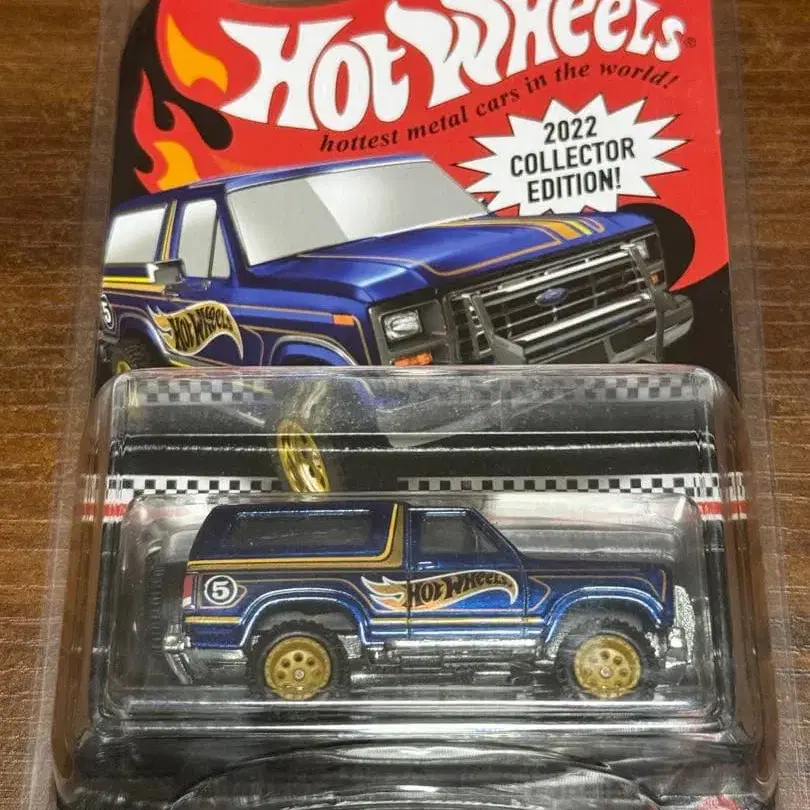 HOT WHEELS®
hottest metal cars in the world!
2022
COLLECTOR
EDITION!
HOT WHEELS
5
Ford
5
HOT WHEELS